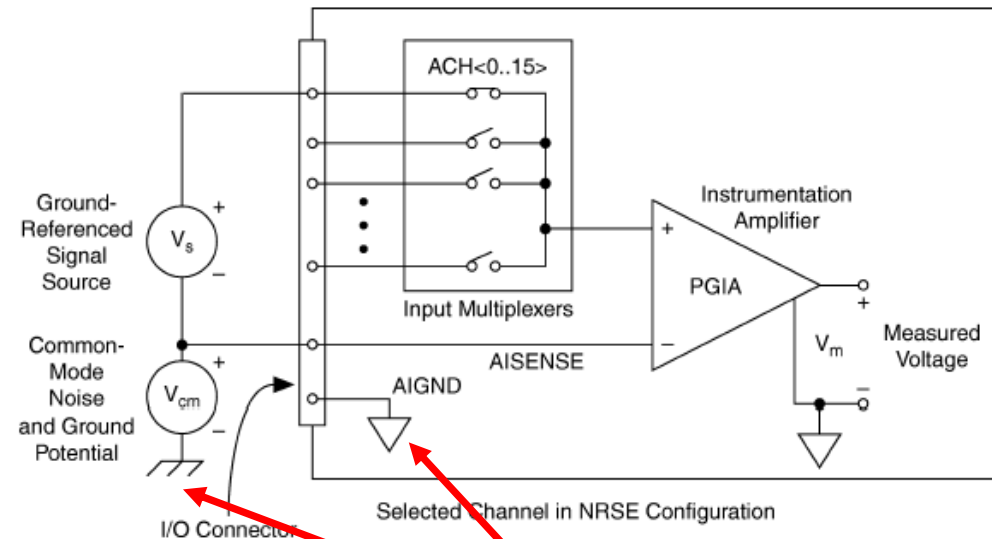 ACH<0..15>
Ground-
Referenced
Signal
Source
+
Vs
−
Input Multiplexers
Instrumentation
Amplifier
+
PGIA
−
+
Vm
−
Measured
Voltage
Common-
Mode
Noise
and Ground
Potential
+
Vcm
−
AISENSE
AIGND
I/O Connector
Selected Channel in NRSE Configuration